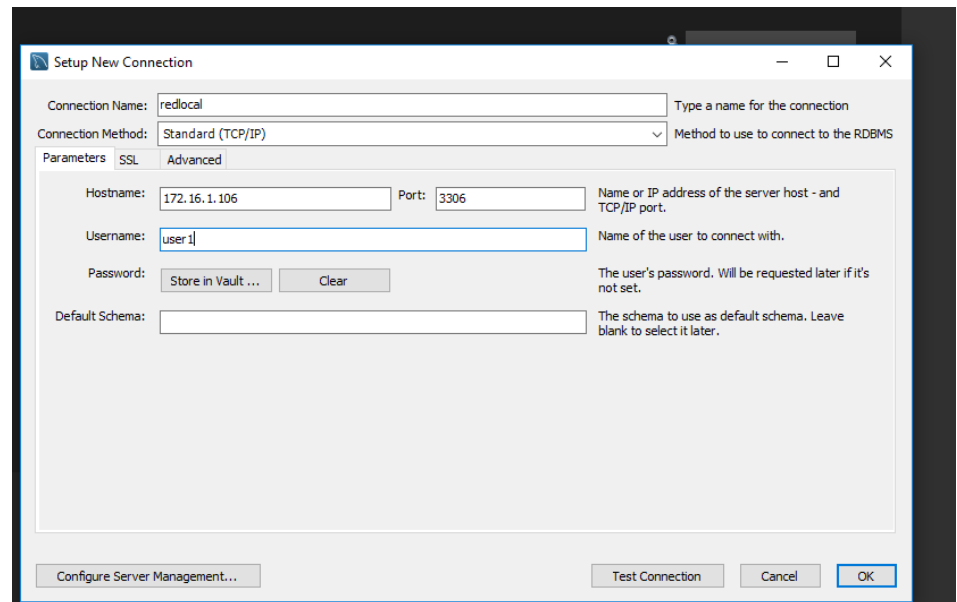 Setup New Connection
Connection Name: redlocal Type a name for the connection
Connection Method: Standard (TCP/IP) Method to use to connect to the RDBMS
Parameters SSL Advanced
Hostname: 172.16.1.106 Port: 3306 Name or IP address of the server host - and
TCP/IP port.
Username: user1 Name of the user to connect with.
Password: Store in Vault ... Clear The user's password. Will be requested later if it's
not set.
Default Schema: The schema to use as default schema. Leave
blank to select it later.
Configure Server Management... Test Connection Cancel OK